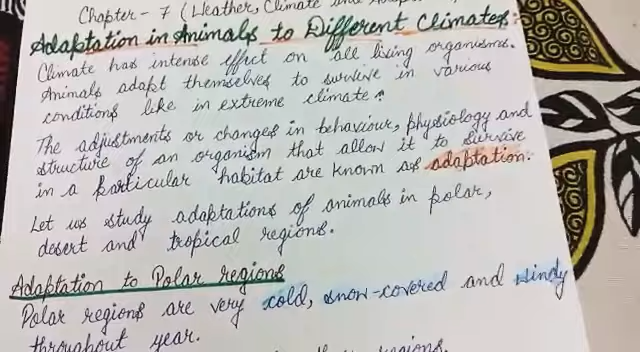 Chapter - 7 (Weather, Climate and
Adaptation in Animals to Different Climates:
Climate has intense effect on all living organisms.
Animals adapt themselves to survive in various
conditions like in extreme climate.
The adjustments or changes in behaviour, physiology and
structure of an organism that allow it to survive
in a particular habitat are known as adaptation.
Let us study adaptations of animals in polar,
desert and tropical regions.
Adaptation to Polar regions
Polar regions are very cold, snow-covered and windy
throughout year.
regions.